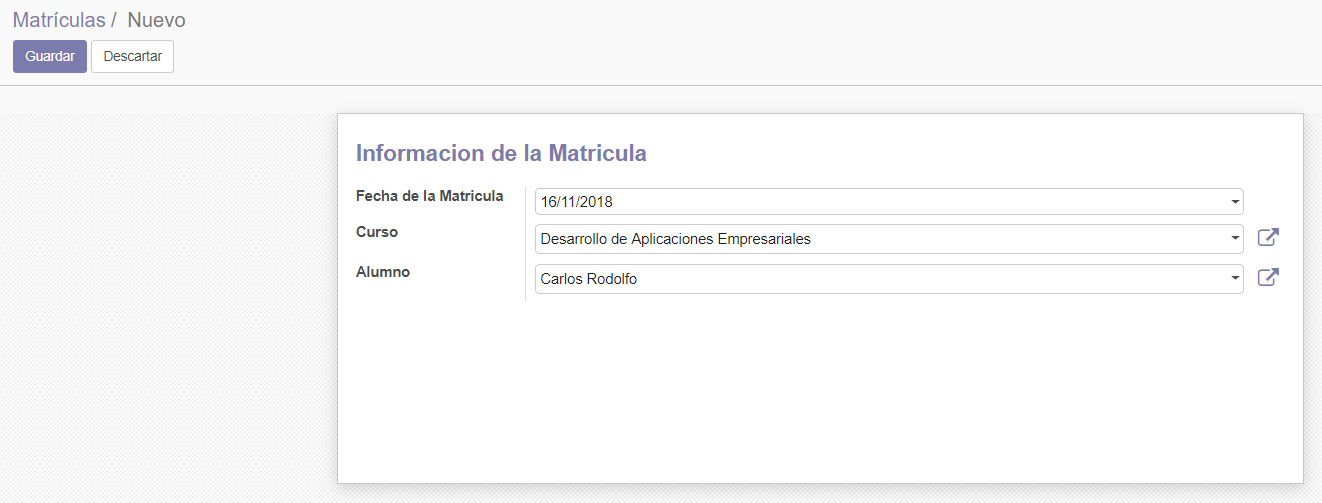 Matrículas / Nuevo
Guardar Descartar
Informacion de la Matricula
Fecha de la Matricula 16/11/2018
Curso Desarrollo de Aplicaciones Empresariales
Alumno Carlos Rodolfo